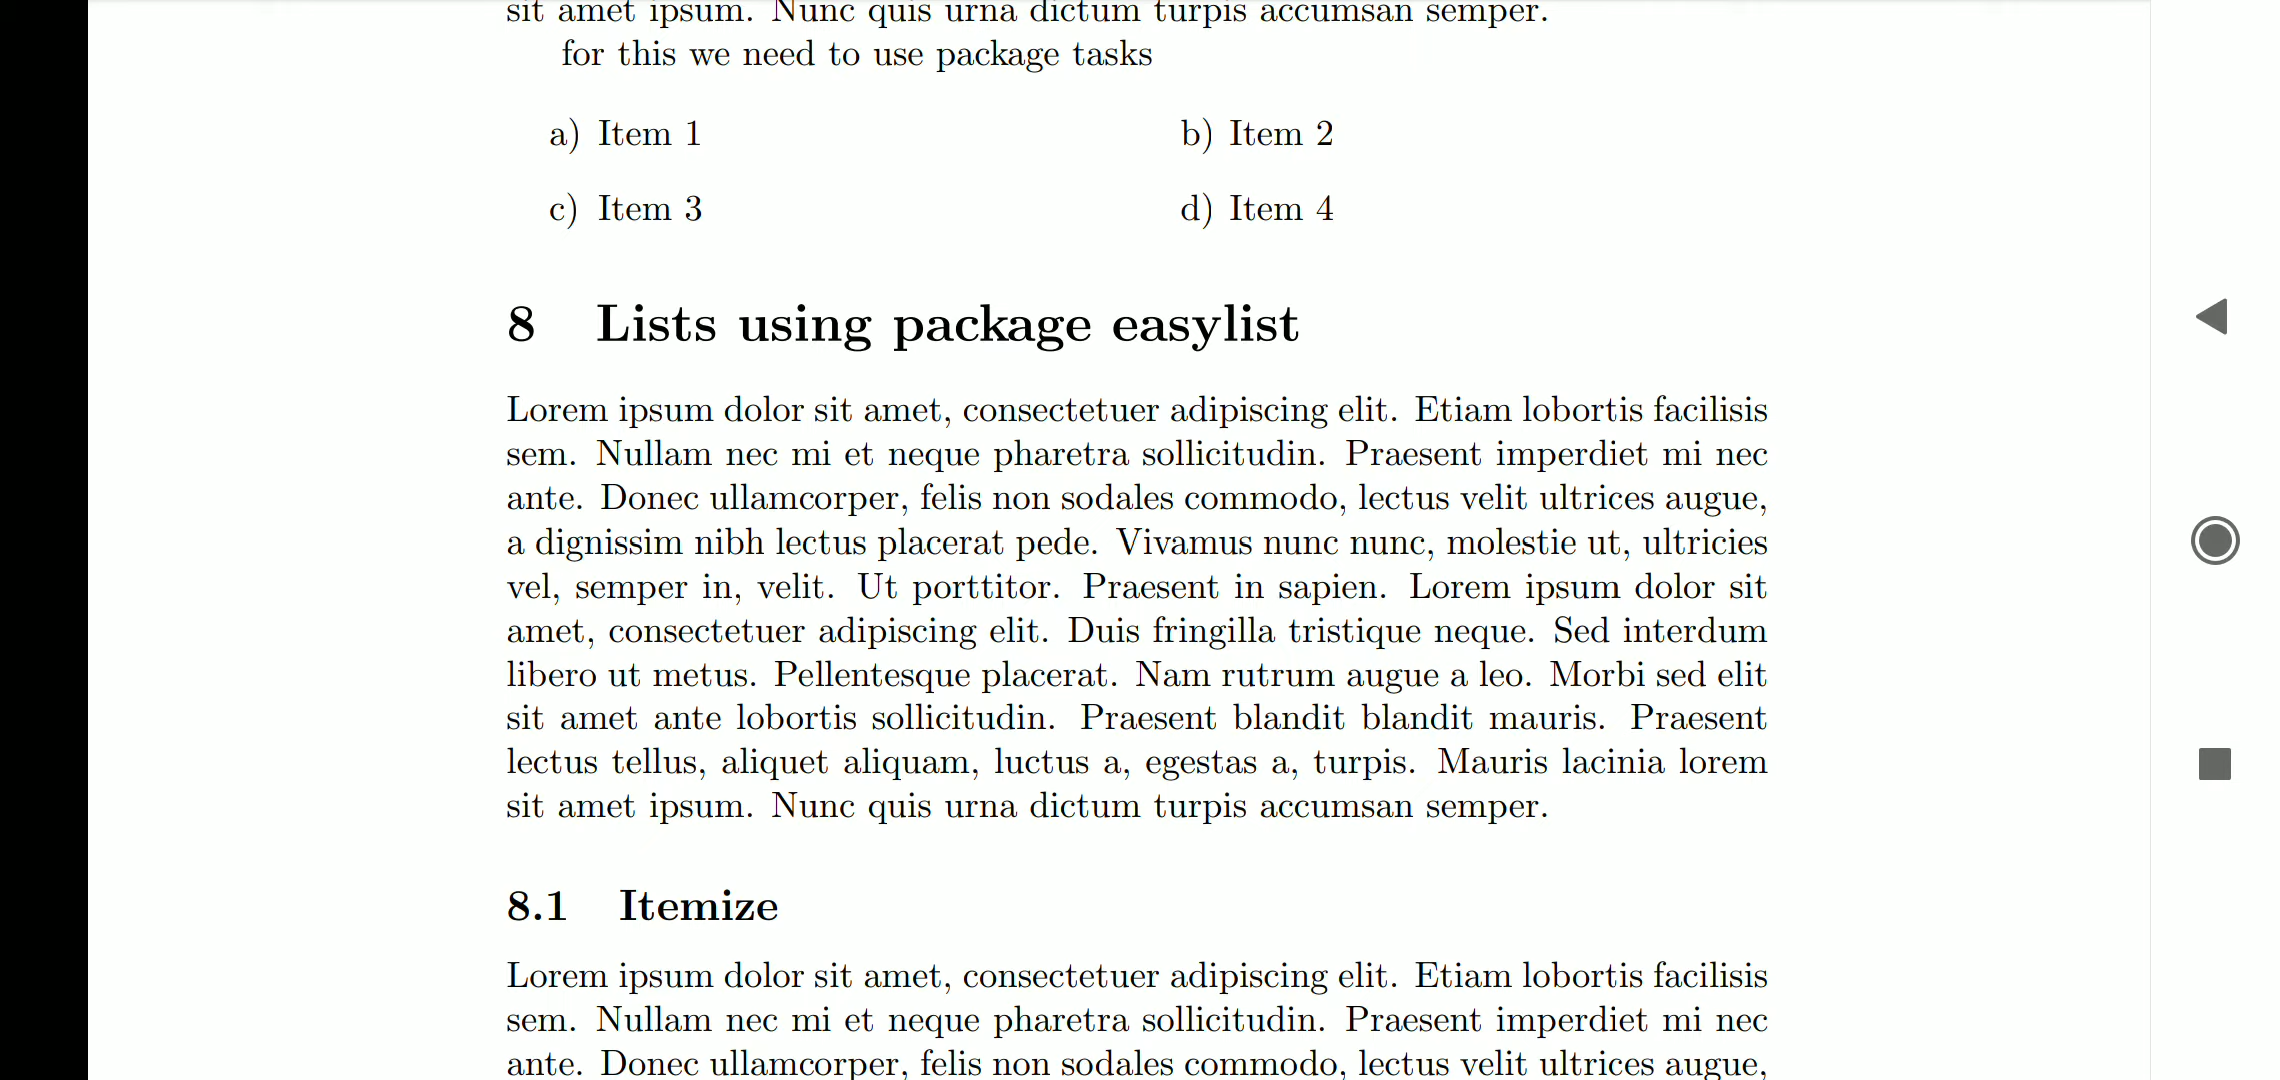 sit amet ipsum. Nunc quis urna dictum turpis accumsan semper.
for this we need to use package tasks
a) Item 1 b) Item 2
c) Item 3 d) Item 4
8 Lists using package easylist
Lorem ipsum dolor sit amet, consectetuer adipiscing elit. Etiam lobortis facilisis
sem. Nullam nec mi et neque pharetra sollicitudin. Praesent imperdiet mi nec
ante. Donec ullamcorper, felis non sodales commodo, lectus velit ultrices augue,
a dignissim nibh lectus placerat pede. Vivamus nunc nunc, molestie ut, ultricies
vel, semper in, velit. Ut porttitor. Praesent in sapien. Lorem ipsum dolor sit
amet, consectetuer adipiscing elit. Duis fringilla tristique neque. Sed interdum
libero ut metus. Pellentesque placerat. Nam rutrum augue a leo. Morbi sed elit
sit amet ante lobortis sollicitudin. Praesent blandit blandit mauris. Praesent
lectus tellus, aliquet aliquam, luctus a, egestas a, turpis. Mauris lacinia lorem
sit amet ipsum. Nunc quis urna dictum turpis accumsan semper.
8.1 Itemize
Lorem ipsum dolor sit amet, consectetuer adipiscing elit. Etiam lobortis facilisis
sem. Nullam nec mi et neque pharetra sollicitudin. Praesent imperdiet mi nec
ante. Donec ullamcorper, felis non sodales commodo, lectus velit ultrices augue,